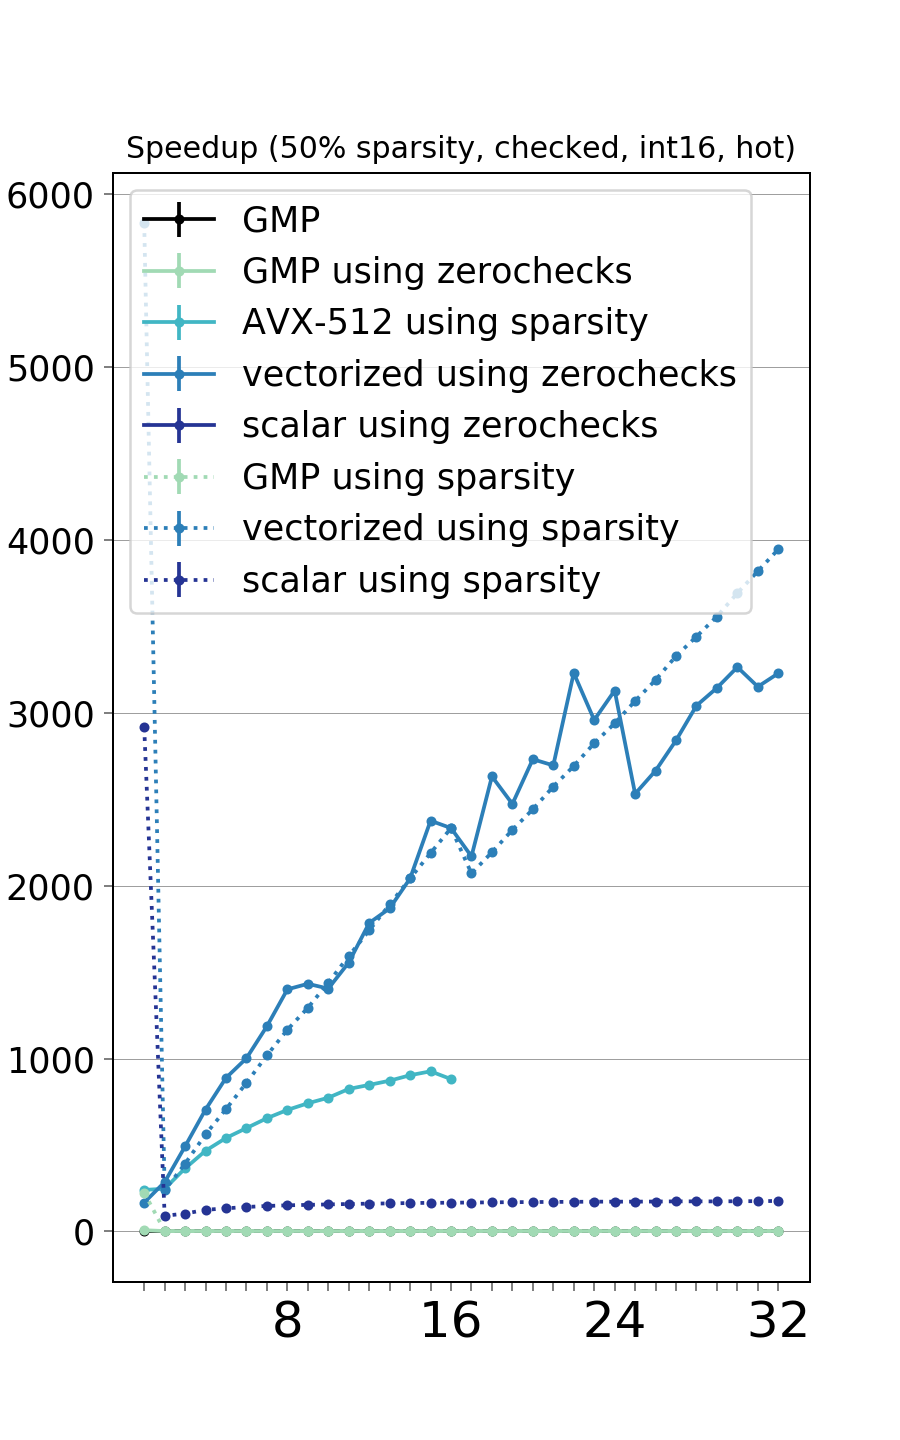 Speedup (50% sparsity, checked, int16, hot)
6000
5000
4000
3000
2000
1000
0
GMP
GMP using zerochecks
AVX-512 using sparsity
vectorized using zerochecks
scalar using zerochecks
GMP using sparsity
vectorized using sparsity
scalar using sparsity
8 16 24 32